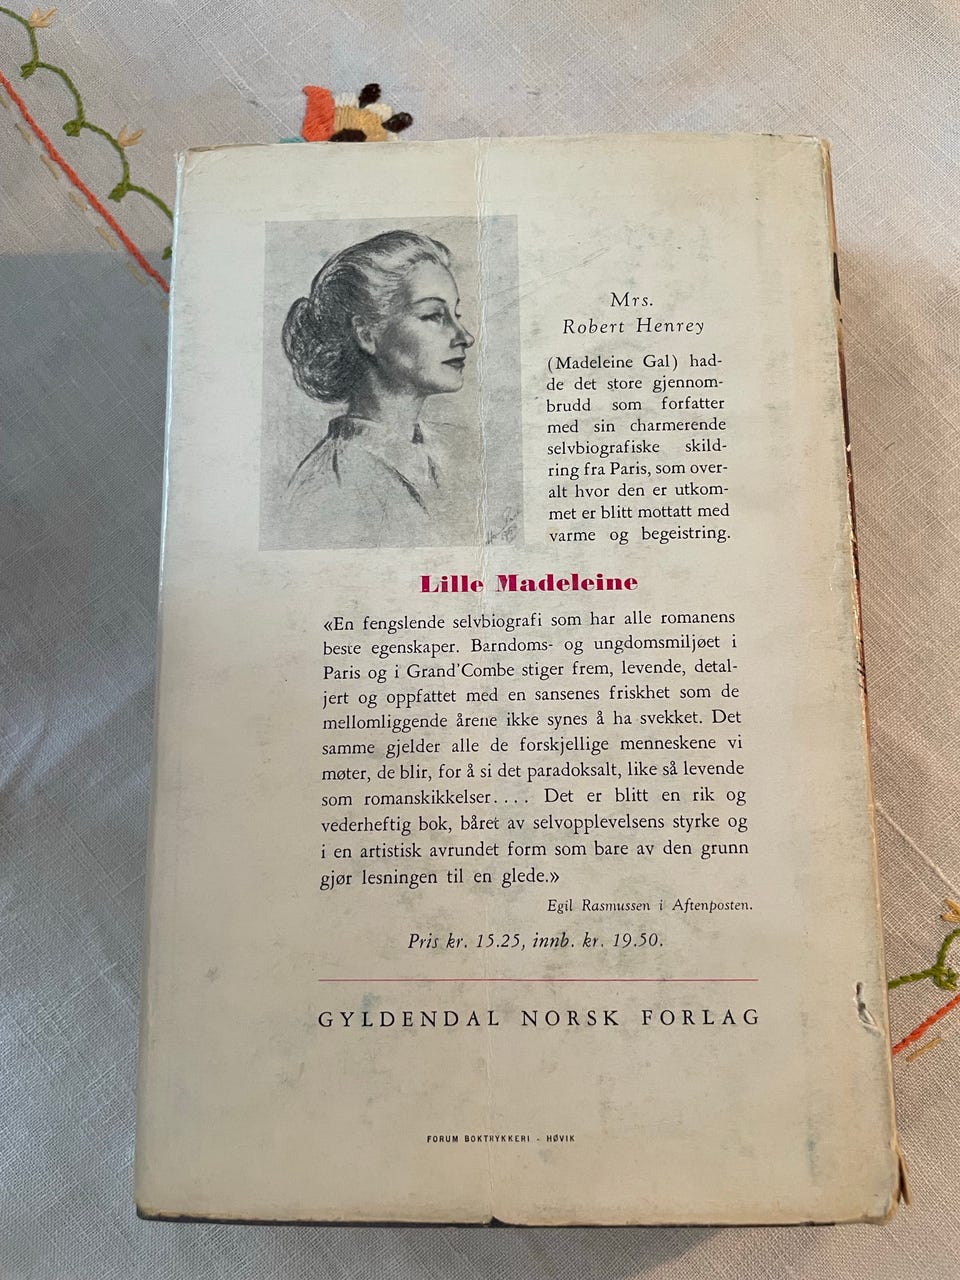 Mrs.
Robert Henrey
(Madeleine Gal) had-
de det store gjennom-
brudd som forfatter
med sin charmerende
selvbiografiske skild-
ring fra Paris, som over-
alt hvor den er utkom-
met er blitt mottatt med
varme og begeistring.
Lille Madeleine
«En fengslende selvbiografi som har alle romanens
beste egenskaper. Barndoms- og ungdomsmiljøet i
Paris og i Grand'Combe stiger frem, levende, detal-
jert og oppfattet med en sansenes friskhet som de
mellomliggende årene ikke synes å ha svekket. Det
samme gjelder alle de forskjellige menneskene vi
møter, de blir, for å si det paradoksalt, like så levende
som romanskikkelser.... Det er blitt en rik og
vederheftig bok, båret av selvopplevelsens styrke og
i en artistisk avrundet form som bare av den grunn
gjør lesningen til en glede.»
Egil Rasmussen i Aftenposten.
Pris kr. 15.25, innb. kr. 19.50.
GYLDENDAL NORSK FORLAG
FORUM BOKTRYKKERI - HØVIK